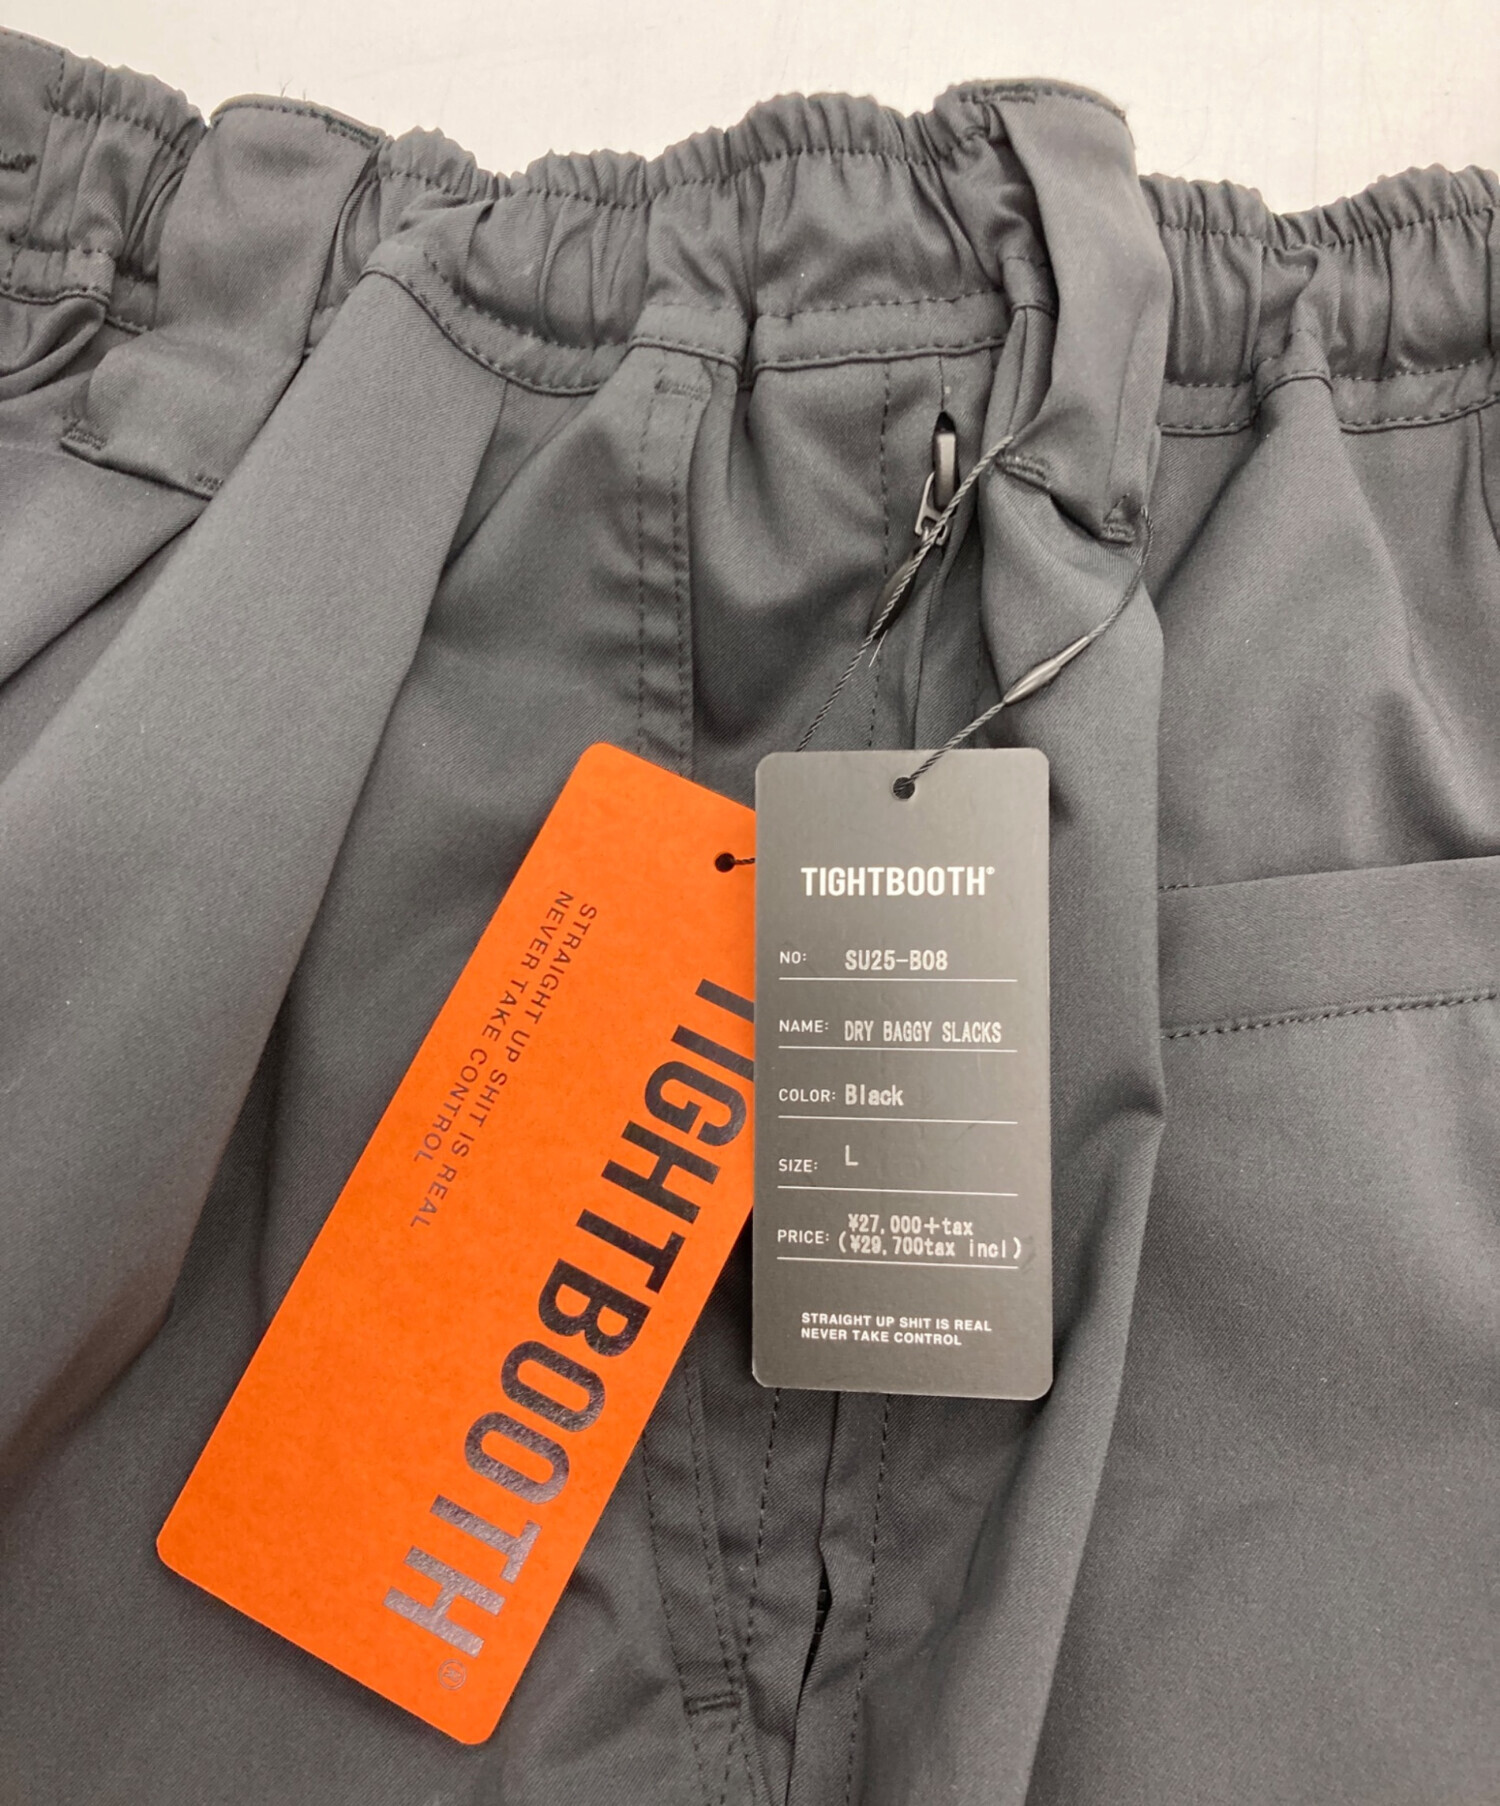 STRAIGHT UP SHIT IS REAL
NEVER TAKE CONTROL
TIGHTBOOTH®
TIGHTBOOTH®
NO: SU25-B08
NAME: DRY BAGGY SLACKS
COLOR: Black
SIZE: L
PRICE: ¥27,000+tax
(¥29,700tax incl)
STRAIGHT UP SHIT IS REAL
NEVER TAKE CONTROL